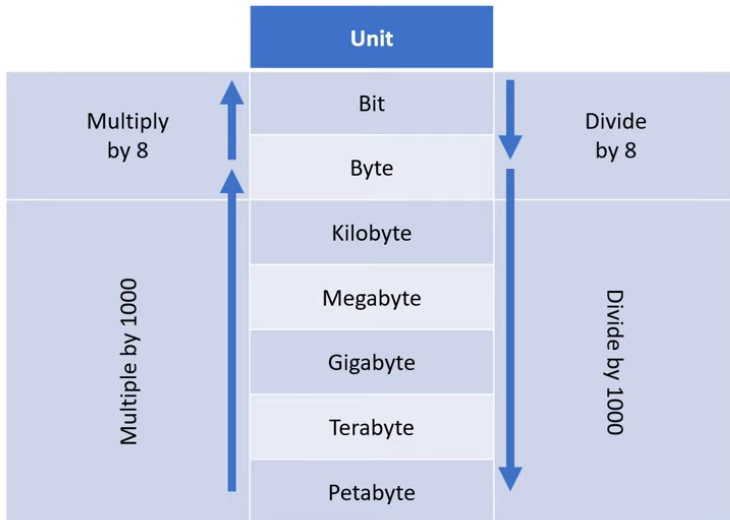 Unit
Multiply
by 8
Bit
Divide
by 8
Byte
Multiple by 1000
Kilobyte
Megabyte
Gigabyte
Terabyte
Petabyte
Divide by 1000